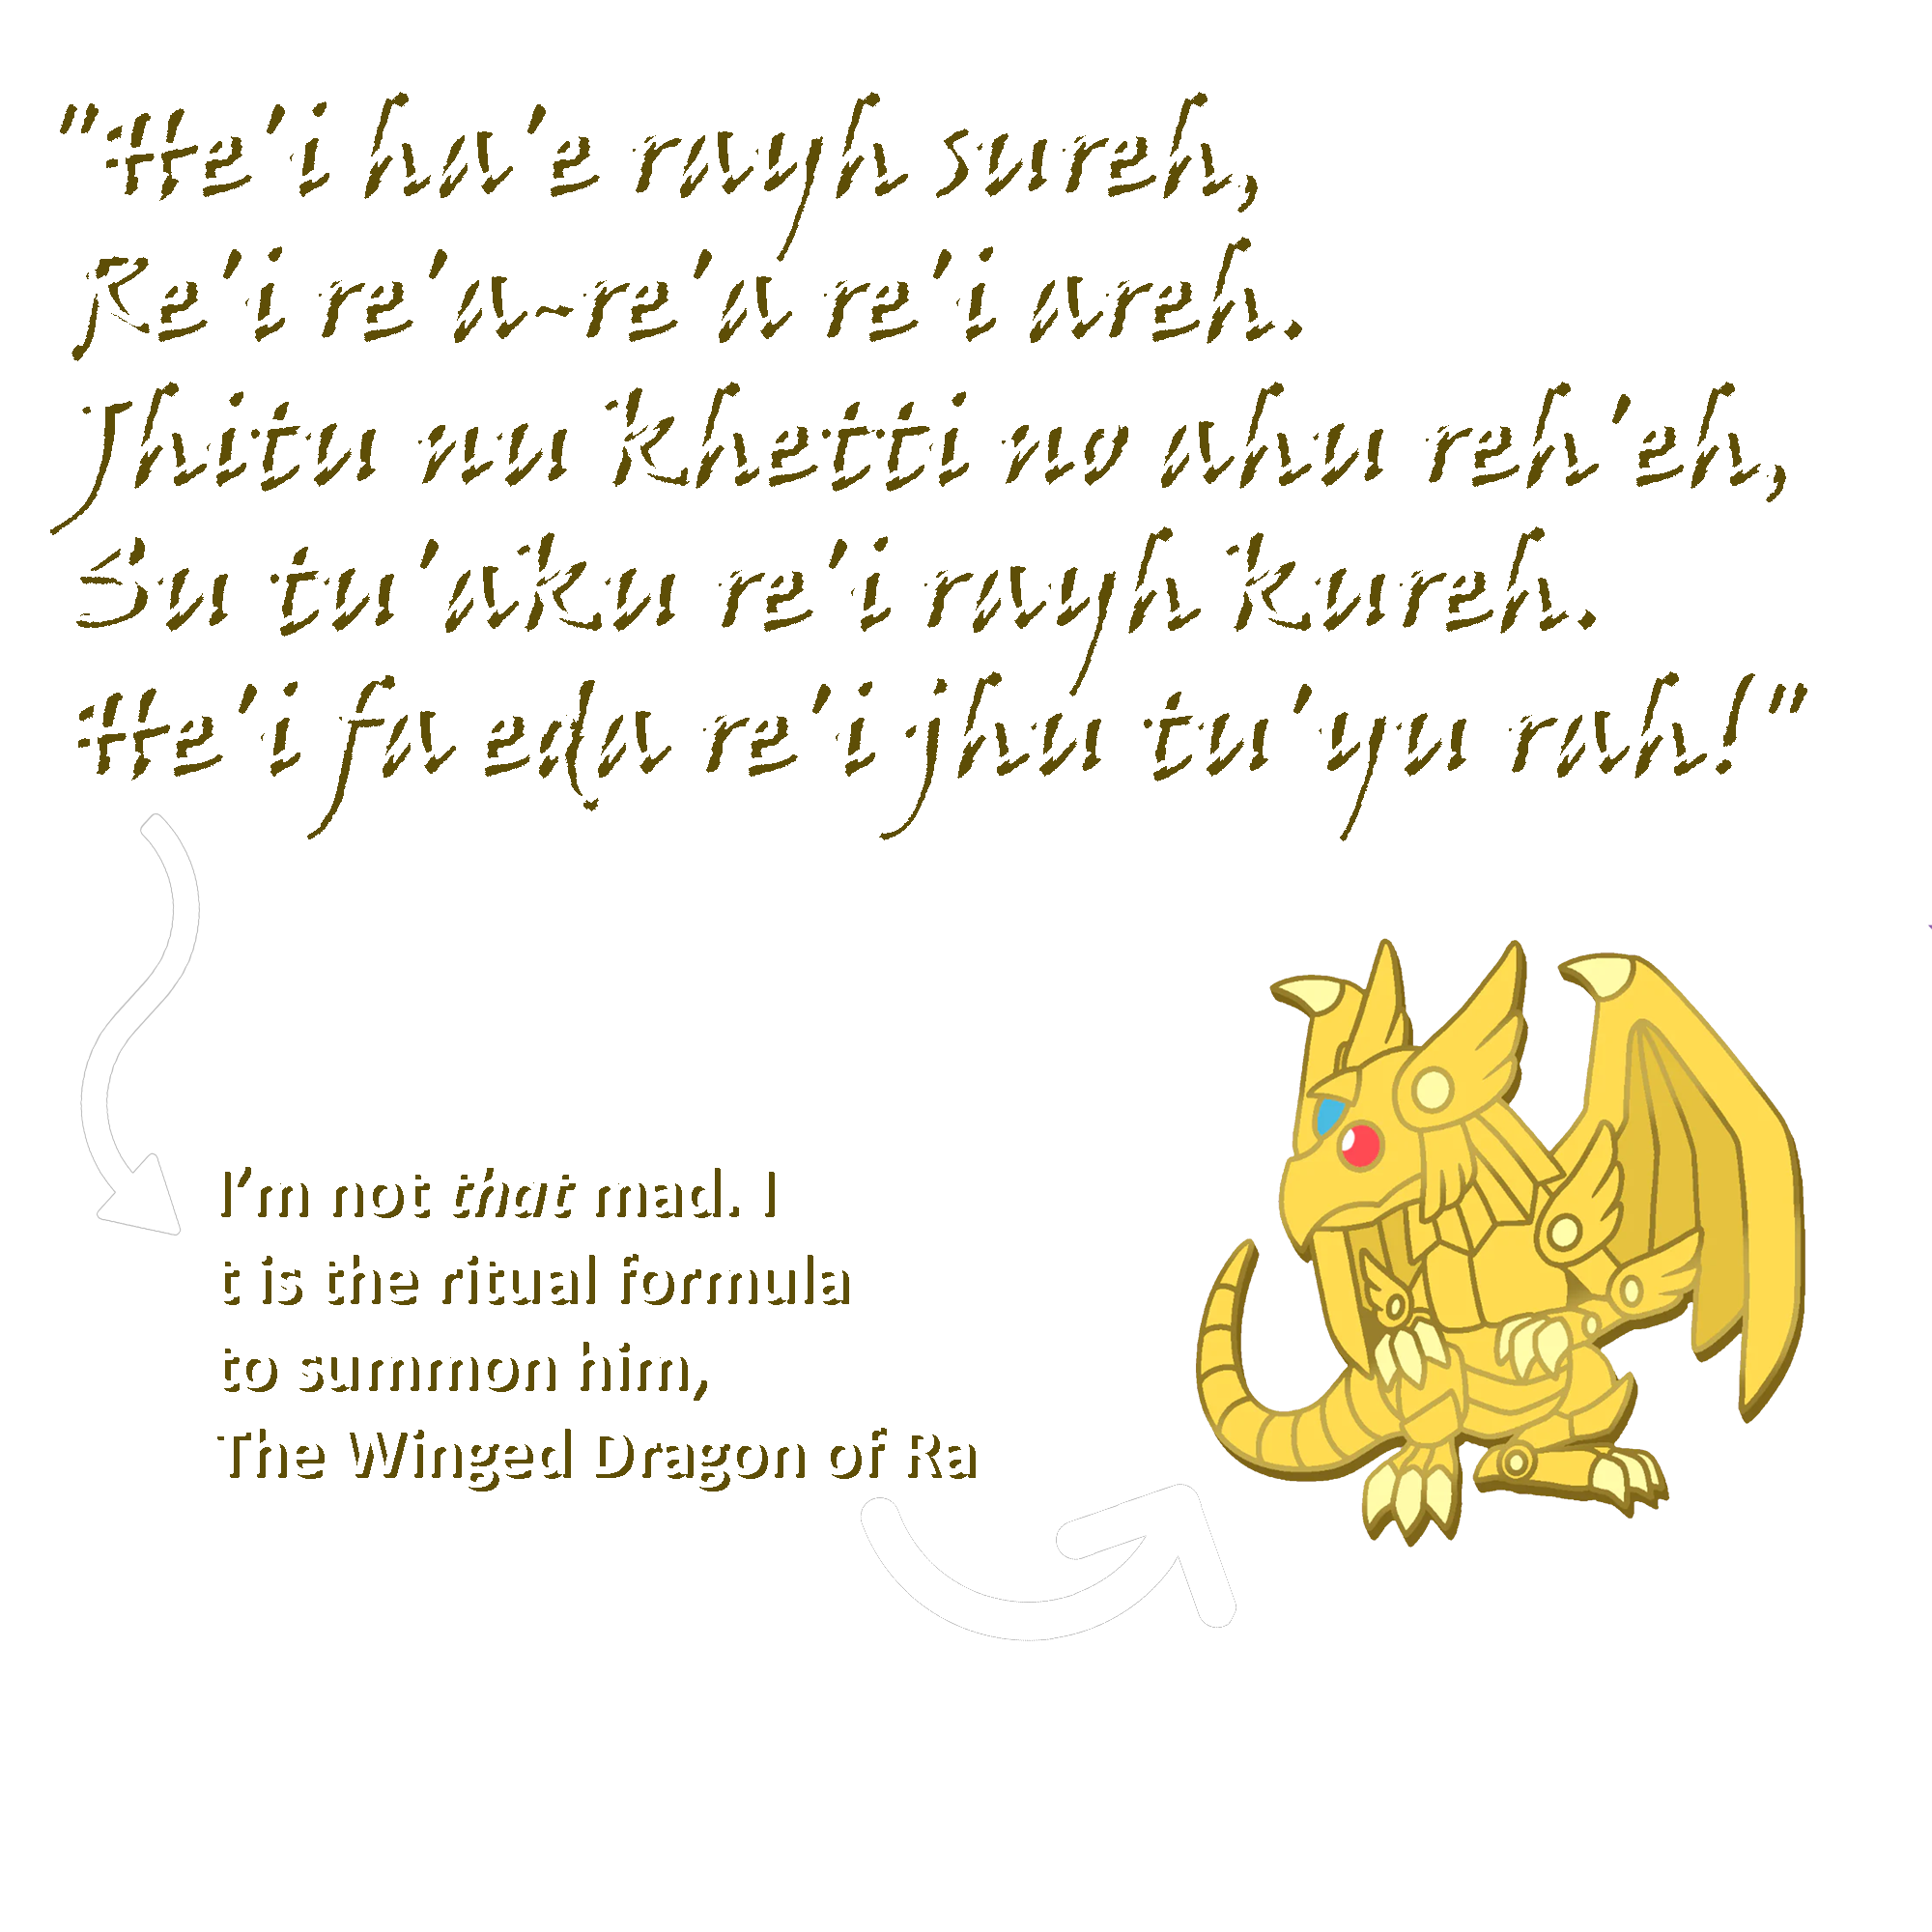 "He'i ha'e rayh sureh,
Re'i re'a~re'a re'i areh.
Jhitu nu khetti no ahu reh'eh,
Su tu'aku re'i rayh kureh.
He'i fa eda re'i jhu tu'yu rah!"
I’m not that mad. I
t is the ritual formula
to summon him,
The Winged Dragon of Ra